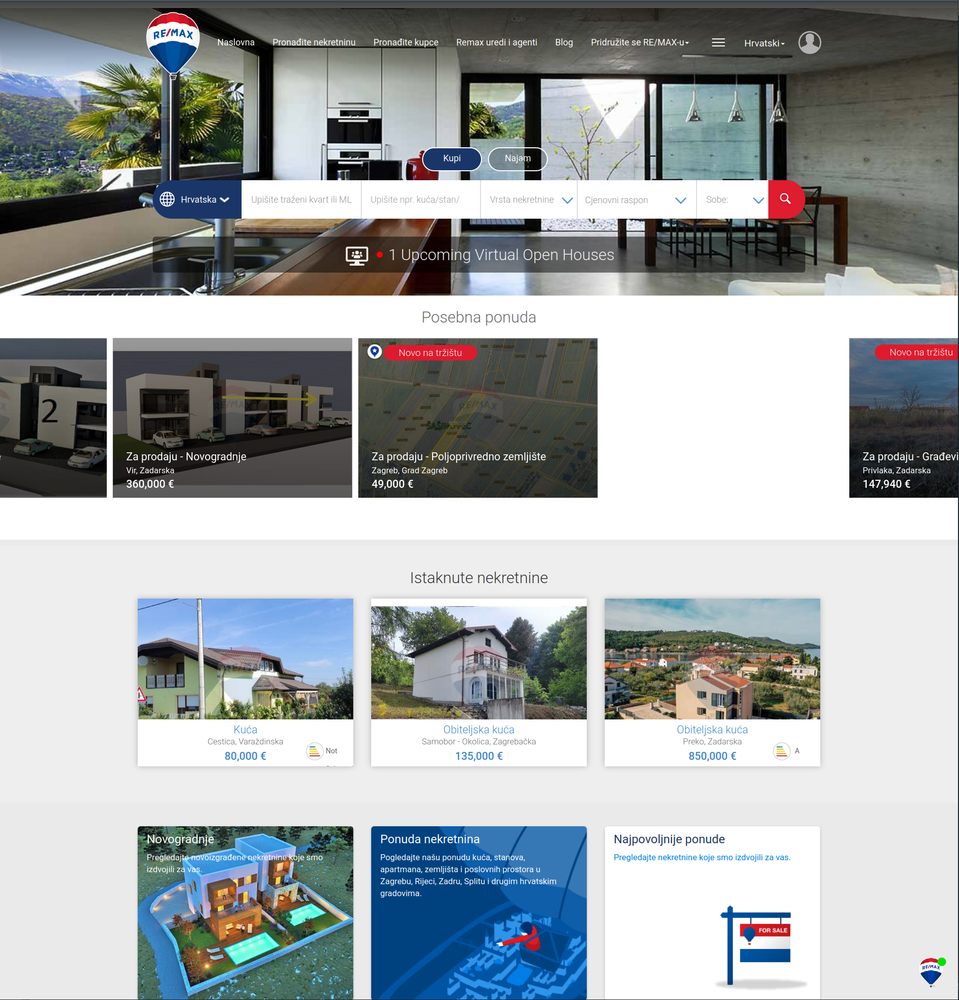 RE/MAX
Naslovna
Pronađite nekretninu
Pronađite kupce
Remax uredi i agenti
Blog
Pridružite se RE/MAX-u
Hrvatski
Kupi
Najam
Hrvatska
Upišite traženi kvart ili ML
Upišite npr. kuća/stan/
Vrsta nekretnine
Cjenovni raspon
Sobe:
1 Upcoming Virtual Open Houses
Posebna ponuda
2
RE/MAX
Za prodaju - Novogradnje
Vir, Zadarska
360,000 €
Novo na tržištu
RE/MAX
ŠAŠINOVEC
Za prodaju - Poljoprivredno zemljište
Zagreb, Grad Zagreb
49,000 €
Novo na tržištu
Za prodaju - Građevi
Privlaka, Zadarska
147,940 €
Istaknute nekretnine
Kuća
Cestica, Varaždinska
80,000 €
Not
Obiteljska kuća
Samobor - Okolica, Zagrebačka
135,000 €
Obiteljska kuća
Preko, Zadarska
850,000 €
A
Novogradnje
Pregledajte novoizgrađene nekretnine koje smo
izdvojili za vas.
Ponuda nekretnina
Pogledajte našu ponudu kuća, stanova,
apartmana, zemljišta i poslovnih prostora u
Zagrebu, Rijeci, Zadru, Splitu i drugim hrvatskim
gradovima.
Najpovoljnije ponude
Pregledajte nekretnine koje smo izdvojili za vas.
FOR SALE
RE/MAX